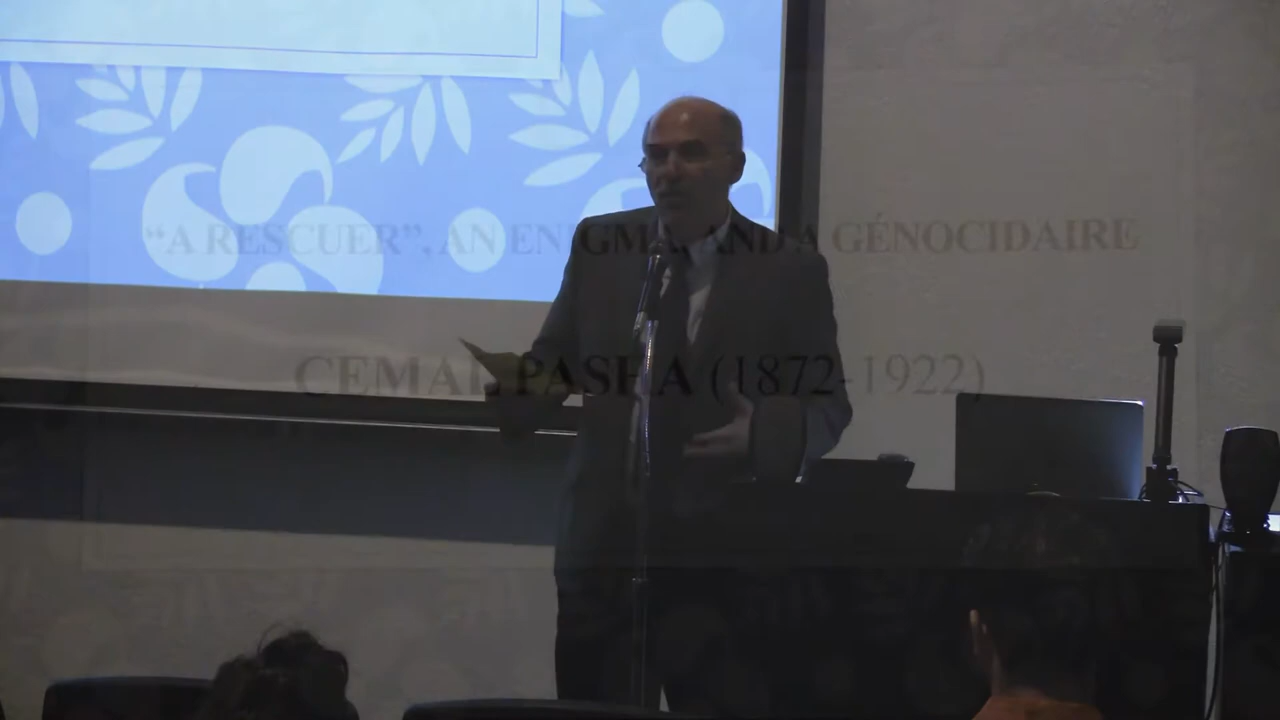 “A RESCUER”, AN ENIGMA, AND A GÉNOCIDAIRE
CEMAL PASHA (1872-1922)